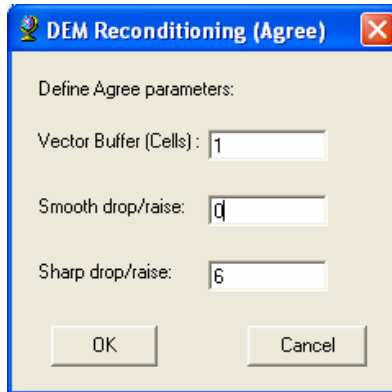 DEM Reconditioning (Agree)
Define Agree parameters:
Vector Buffer (Cells) : 1
Smooth drop/raise: 0
Sharp drop/raise: 6
OK Cancel